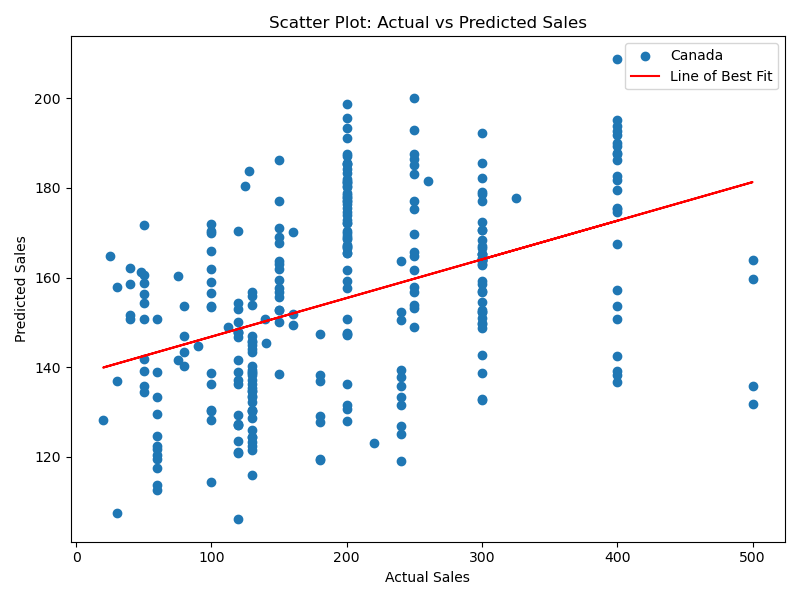 Scatter Plot: Actual vs Predicted Sales
Canada
Line of Best Fit
Predicted Sales
200
180
160
140
120
0 100 200 300 400 500
Actual Sales